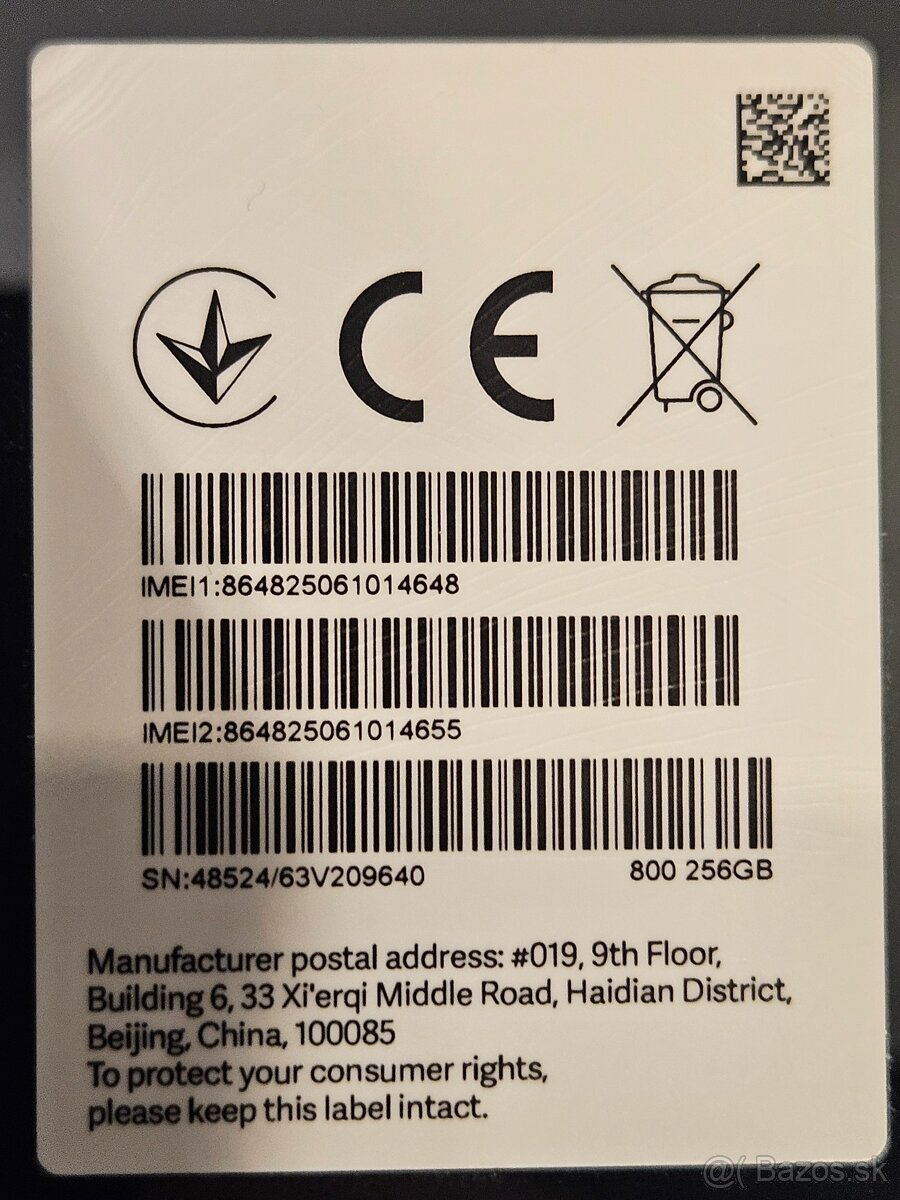 CE
IMEI1:864825061014648
IMEI2:864825061014655
SN:48524/63V209640 800 256GB
Manufacturer postal address: #019, 9th Floor,
Building 6, 33 Xi'erqi Middle Road, Haidian District,
Beijing, China, 100085
To protect your consumer rights,
please keep this label intact.
@( Bazos.sk